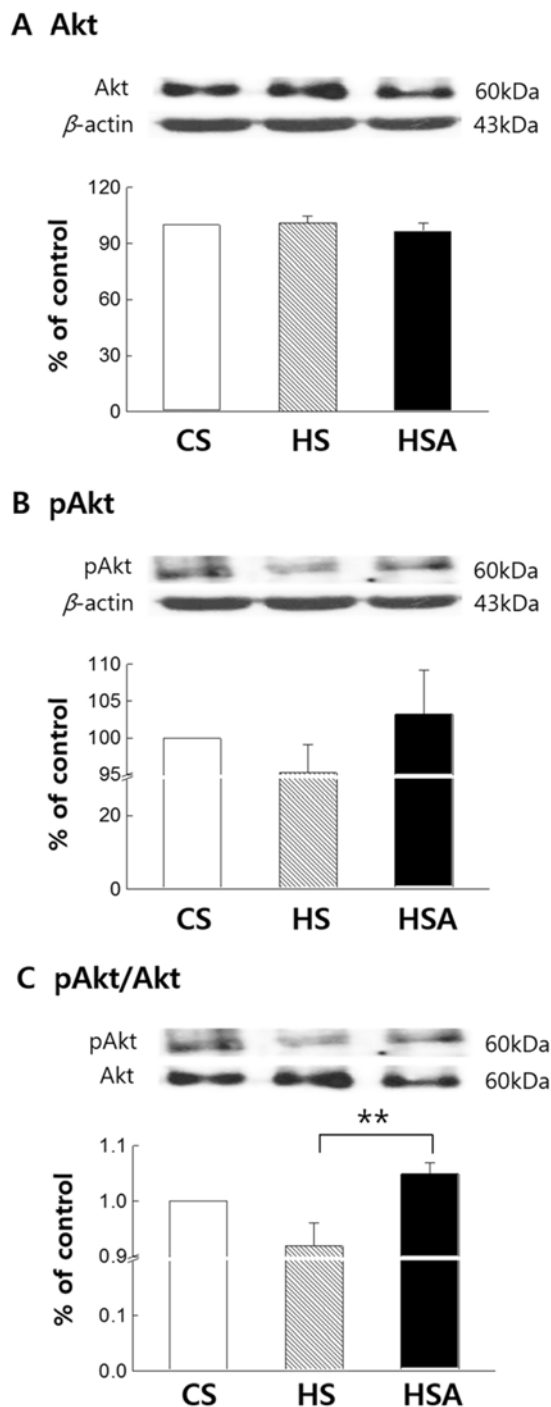 A Akt
Akt 60kDa
β-actin 43kDa
% of control
120
90
60
30
0
CS HS HSA
B pAkt
pAkt 60kDa
β-actin 43kDa
% of control
110
105
100
95
20
0
CS HS HSA
C pAkt/Akt
pAkt 60kDa
Akt 60kDa
**
% of control
1.1
1.0
0.9
0.1
0.0
CS HS HSA